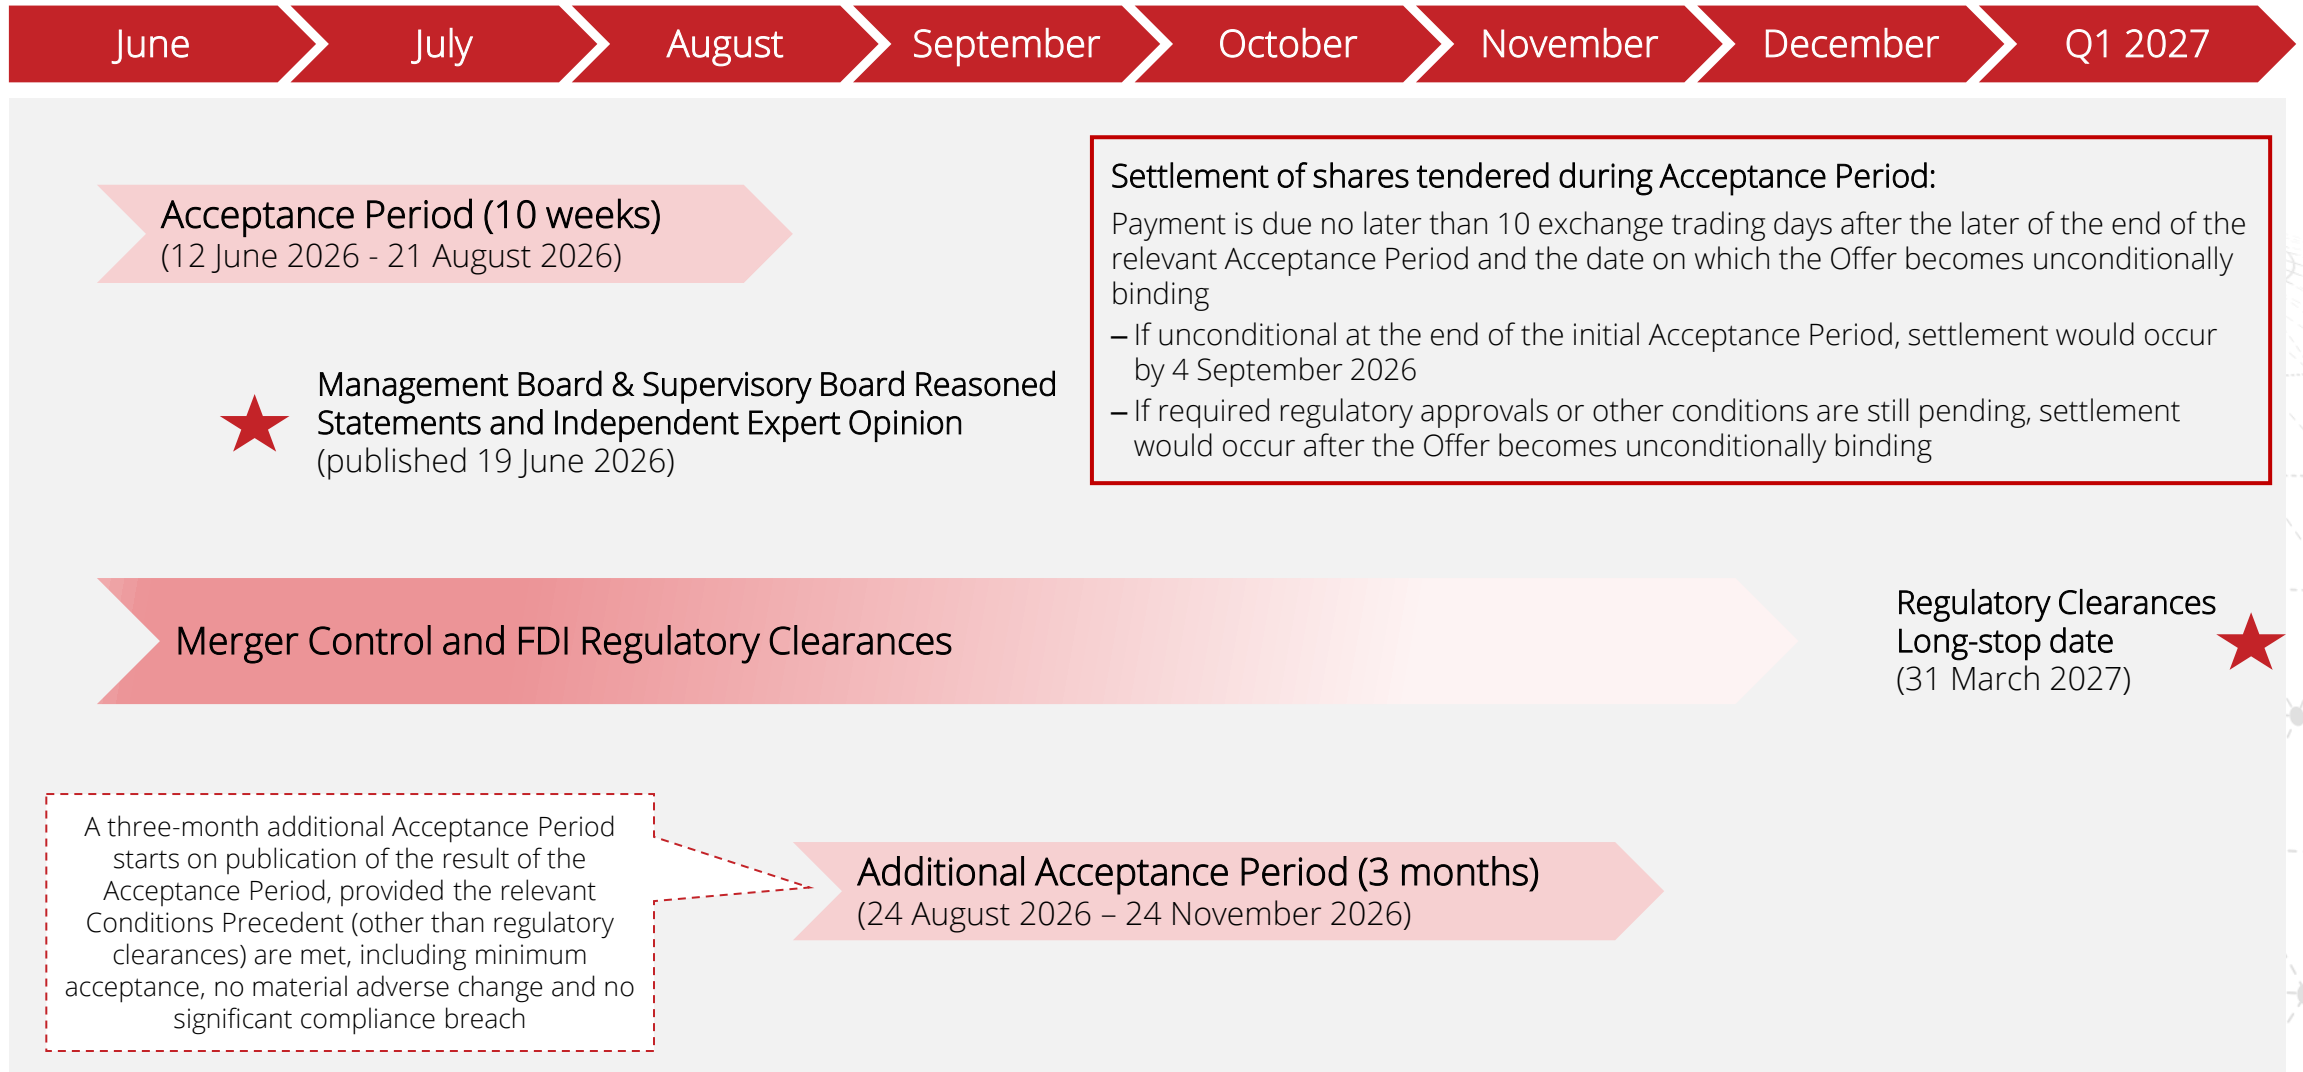 June
July
August
September
October
November
December
Q1 2027
Acceptance Period (10 weeks)
(12 June 2026 - 21 August 2026)
Settlement of shares tendered during Acceptance Period:
Payment is due no later than 10 exchange trading days after the later of the end of the
relevant Acceptance Period and the date on which the Offer becomes unconditionally
binding
– If unconditional at the end of the initial Acceptance Period, settlement would occur
by 4 September 2026
– If required regulatory approvals or other conditions are still pending, settlement
would occur after the Offer becomes unconditionally binding
Management Board & Supervisory Board Reasoned
Statements and Independent Expert Opinion
(published 19 June 2026)
Merger Control and FDI Regulatory Clearances
Regulatory Clearances
Long-stop date
(31 March 2027)
A three-month additional Acceptance Period
starts on publication of the result of the
Acceptance Period, provided the relevant
Conditions Precedent (other than regulatory
clearances) are met, including minimum
acceptance, no material adverse change and no
significant compliance breach
Additional Acceptance Period (3 months)
(24 August 2026 – 24 November 2026)